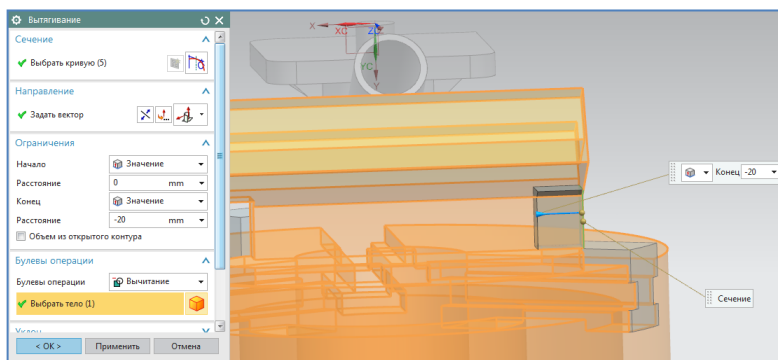 Вытягивание
Сечение
Выбрать кривую (5)
Направление
Задать вектор
Ограничения
Начало
Значение
Расстояние
0 mm
Конец
Значение
Расстояние
-20 mm
Объем из открытого контура
Булевы операции
Булевы операции
Вычитание
Выбрать тело (1)
Уклон
< ОК >
Применить
Отмена
X
XC
ZC
YC
Y
Конец -20
Сечение